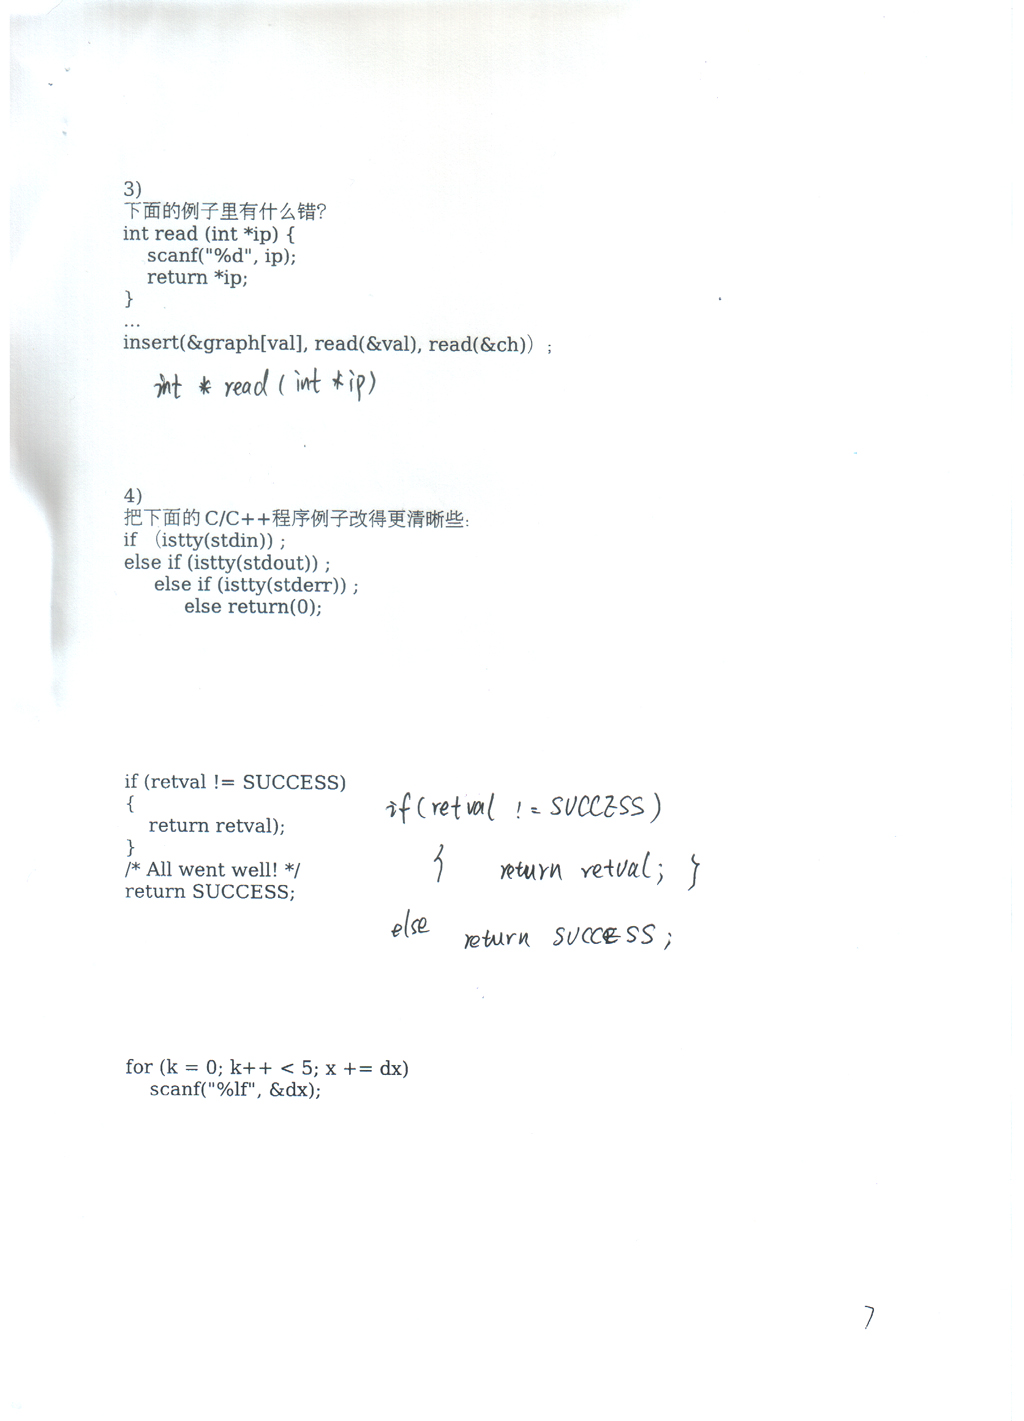 3)
下面的例子里有什么错?
int read (int *ip) {
scanf("%d", ip);
return *ip;
}
...
insert(&graph[val], read(&val), read(&ch)) ;
int * read ( int *ip)
4)
把下面的 C/C++程序例子改得更清晰些:
if （istty(stdin)) ;
else if (istty(stdout)) ;
else if (istty(stderr)) ;
else return(0);
if (retval != SUCCESS)
{
return retval);
}
/* All went well! */
return SUCCESS;
if(retval != SUCCESS)
{ return retval; }
else return SUCCESS;
for (k = 0; k++ < 5; x += dx)
scanf("%lf", &dx);
7